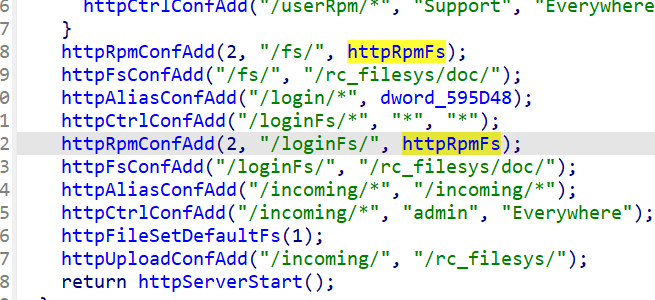 6 httpCtrlConfAdd("/userRpm/*", "Support", "Everywhere
7 }
8 httpRpmConfAdd(2, "/fs/", httpRpmFs);
9 httpFsConfAdd("/fs/", "/rc_filesys/doc/");
0 httpAliasConfAdd("/login/*", dword_595D48);
1 httpCtrlConfAdd("/loginFs/*", "*", "*");
2 httpRpmConfAdd(2, "/loginFs/", httpRpmFs);
3 httpFsConfAdd("/loginFs/", "/rc_filesys/doc/");
4 httpAliasConfAdd("/incoming/*", "/incoming/*");
5 httpCtrlConfAdd("/incoming/*", "admin", "Everywhere");
6 httpFileSetDefaultFs(1);
7 httpUploadConfAdd("/incoming/", "/rc_filesys/");
8 return httpServerStart();